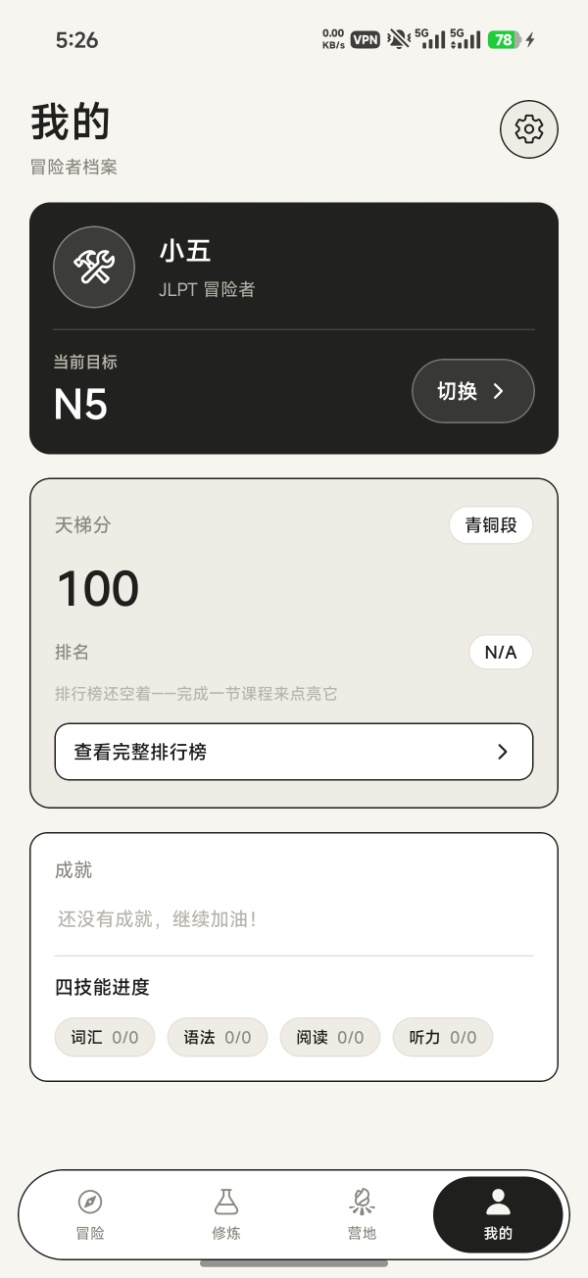 5:26
0.00 KB/s VPN 5G 5G 78
我的
冒险者档案
小五
JLPT 冒险者
当前目标
N5
切换
天梯分
青铜段
100
排名
N/A
排行榜还空着——完成一节课程来点亮它
查看完整排行榜
成就
还没有成就，继续加油！
四技能进度
词汇 0/0 语法 0/0 阅读 0/0 听力 0/0
冒险 修炼 营地 我的